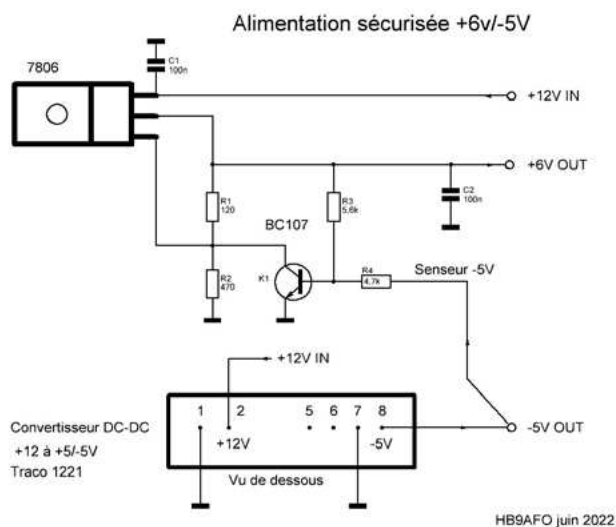 Alimentation sécurisée +6v/-5V
7806
C1
100n
+12V IN
+6V OUT
R1
120
R3
5,6k
C2
100n
BC107
R2
470
K1
R4
4,7k
Senseur -5V
+12V IN
1 2 5 6 7 8
+12V -5V
-5V OUT
Convertisseur DC-DC
+12 à +5/-5V
Traco 1221
Vu de dessous
HB9AFO juin 2022